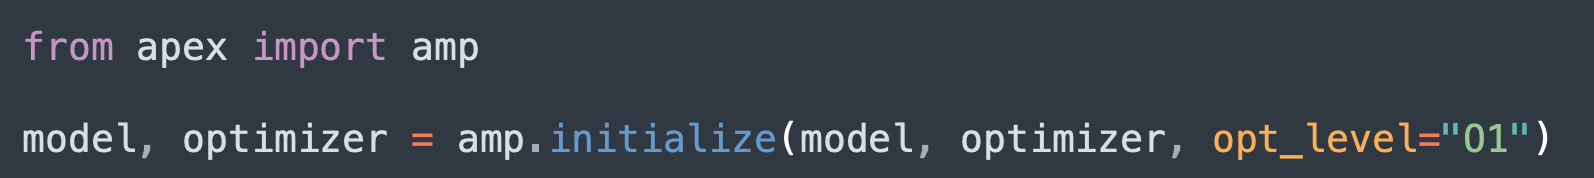 from apex import amp
model, optimizer = amp.initialize(model, optimizer, opt_level="O1")